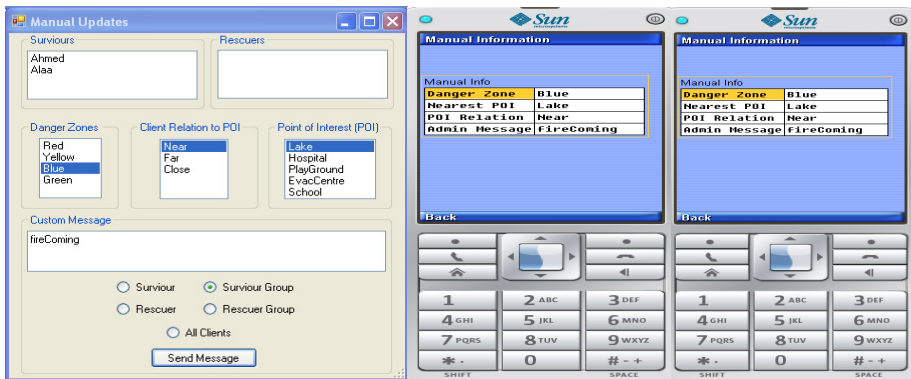 Manual Updates
Surviours
Ahmed
Alaa
Rescuers
Danger Zones
Red
Yellow
Blue
Green
Client Relation to POI
Near
Far
Close
Point of Interest (POI)
Lake
Hospital
PlayGround
EvacCentre
School
Custom Message
fireComing
Surviour
Surviour Group
Rescuer
Rescuer Group
All Clients
Send Message
Sun
Manual Information
Manual Info
Danger Zone Blue
Nearest POI Lake
POI Relation Near
Admin Message fireComing
Back
1 2 ABC 3 DEF
4 GHI 5 JKL 6 MNO
7 PQRS 8 TUV 9 WXYZ
* . 0 # - +
SHIFT SPACE
Sun
Manual Information
Manual Info
Danger Zone Blue
Nearest POI Lake
POI Relation Near
Admin Message fireComing
Back
1 2 ABC 3 DEF
4 GHI 5 JKL 6 MNO
7 PQRS 8 TUV 9 WXYZ
* . 0 # - +
SHIFT SPACE